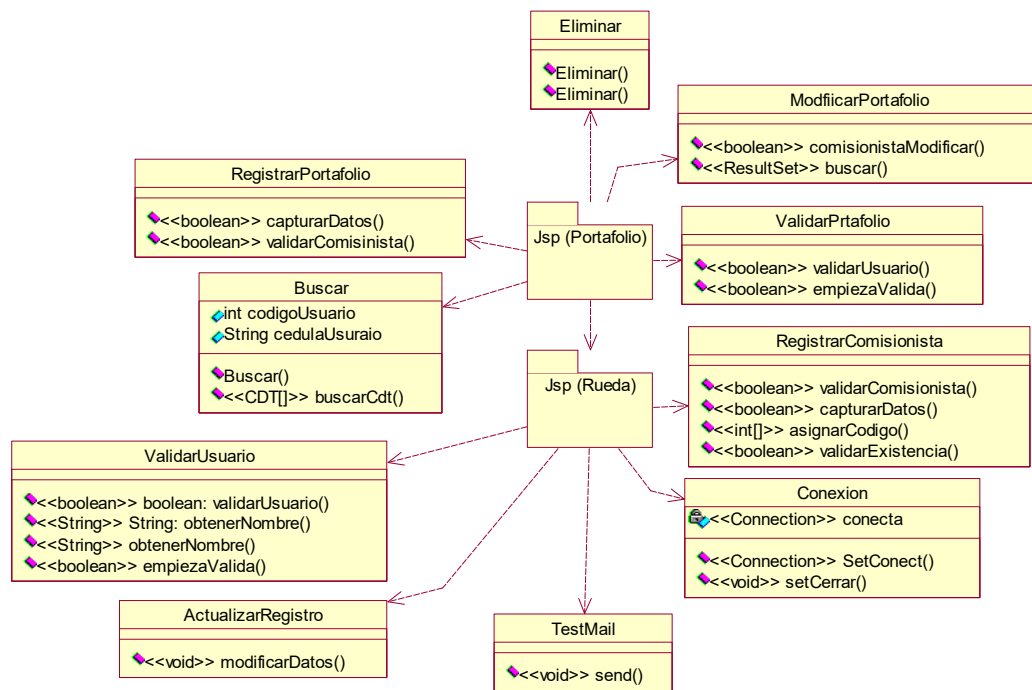 Eliminar
Eliminar()
Eliminar()
ModfiicarPortafolio
<<boolean>> comisionistaModificar()
<<ResultSet>> buscar()
RegistrarPortafolio
<<boolean>> capturarDatos()
<<boolean>> validarComisinista()
Jsp (Portafolio)
ValidarPrtafolio
<<boolean>> validarUsuario()
<<boolean>> empiezaValida()
Buscar
int codigoUsuario
String cedulaUsuraio
Buscar()
<<CDT[]>> buscarCdt()
Jsp (Rueda)
RegistrarComisionista
<<boolean>> validarComisionista()
<<boolean>> capturarDatos()
<<int[]>> asignarCodigo()
<<boolean>> validarExistencia()
ValidarUsuario
<<boolean>> boolean: validarUsuario()
<<String>> String: obtenerNombre()
<<String>> obtenerNombre()
<<boolean>> empiezaValida()
Conexion
<<Connection>> conecta
<<Connection>> SetConect()
<<void>> setCerrar()
ActualizarRegistro
<<void>> modificarDatos()
TestMail
<<void>> send()